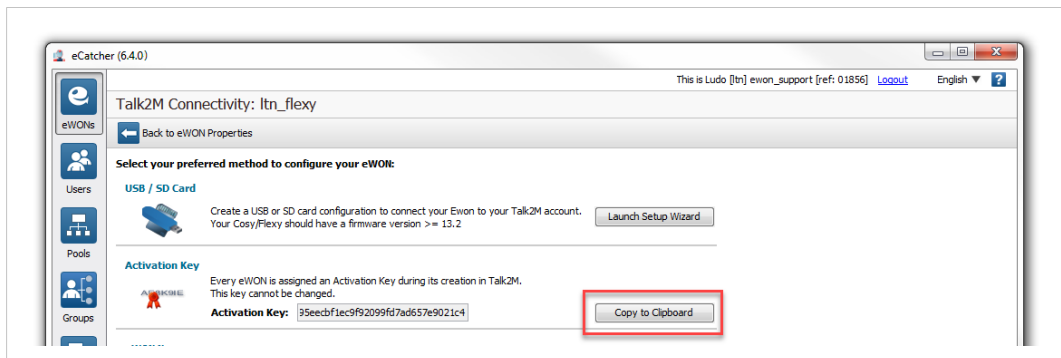 eCatcher (6.4.0)
This is Ludo [ltn] ewon_support [ref: 01856] Logout English ▼ ?
Talk2M Connectivity: ltn_flexy
eWONs
Back to eWON Properties
Select your preferred method to configure your eWON:
Users
USB / SD Card
Create a USB or SD card configuration to connect your Ewon to your Talk2M account.
Your Cosy/Flexy should have a firmware version >= 13.2
Launch Setup Wizard
Pools
Activation Key
Every eWON is assigned an Activation Key during its creation in Talk2M.
This key cannot be changed.
Activation Key: 95eecbf1ec9f92099fd7ad657e9021c4
Copy to Clipboard
Groups